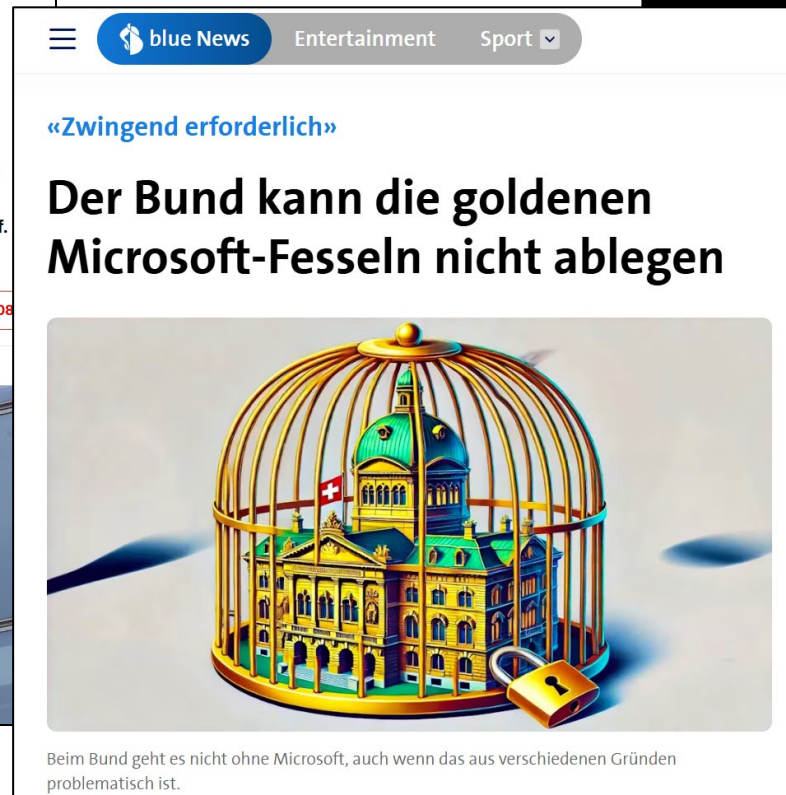 blue News Entertainment Sport
«Zwingend erforderlich»
Der Bund kann die goldenen
Microsoft-Fesseln nicht ablegen
f.
08
Beim Bund geht es nicht ohne Microsoft, auch wenn das aus verschiedenen Gründen
problematisch ist.